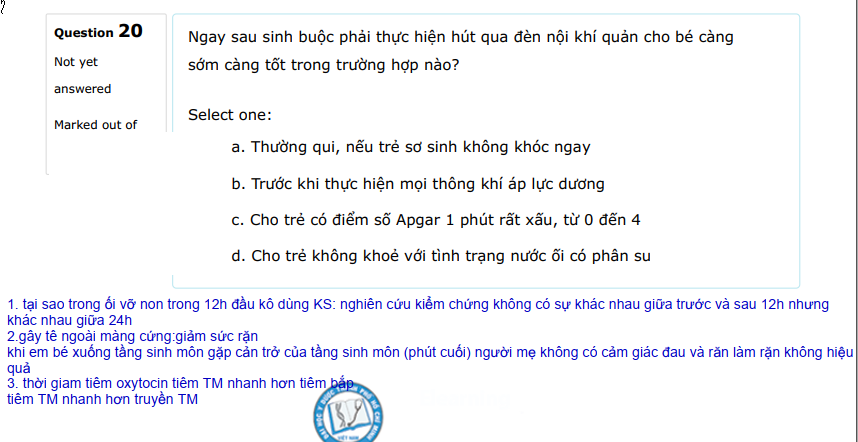 Question 20
Not yet
answered
Marked out of
Ngay sau sinh buộc phải thực hiện hút qua đèn nội khí quản cho bé càng
sớm càng tốt trong trường hợp nào?
Select one:
a. Thường qui, nếu trẻ sơ sinh không khóc ngay
b. Trước khi thực hiện mọi thông khí áp lực dương
c. Cho trẻ có điểm số Apgar 1 phút rất xấu, từ 0 đến 4
d. Cho trẻ không khoẻ với tình trạng nước ối có phân su
1. tại sao trong ối vỡ non trong 12h đầu kô dùng KS: nghiên cứu kiểm chứng không có sự khác nhau giữa trước và sau 12h nhưng
khác nhau giữa 24h
2.gây tê ngoài màng cứng:giảm sức rặn
khi em bé xuống tầng sinh môn gặp cản trở của tầng sinh môn (phút cuối) người mẹ không có cảm giác đau và răn làm rặn không hiệu
quả
3. thời giam tiêm oxytocin tiêm TM nhanh hơn tiêm bắp
tiêm TM nhanh hơn truyền TM
VIỆT NAM